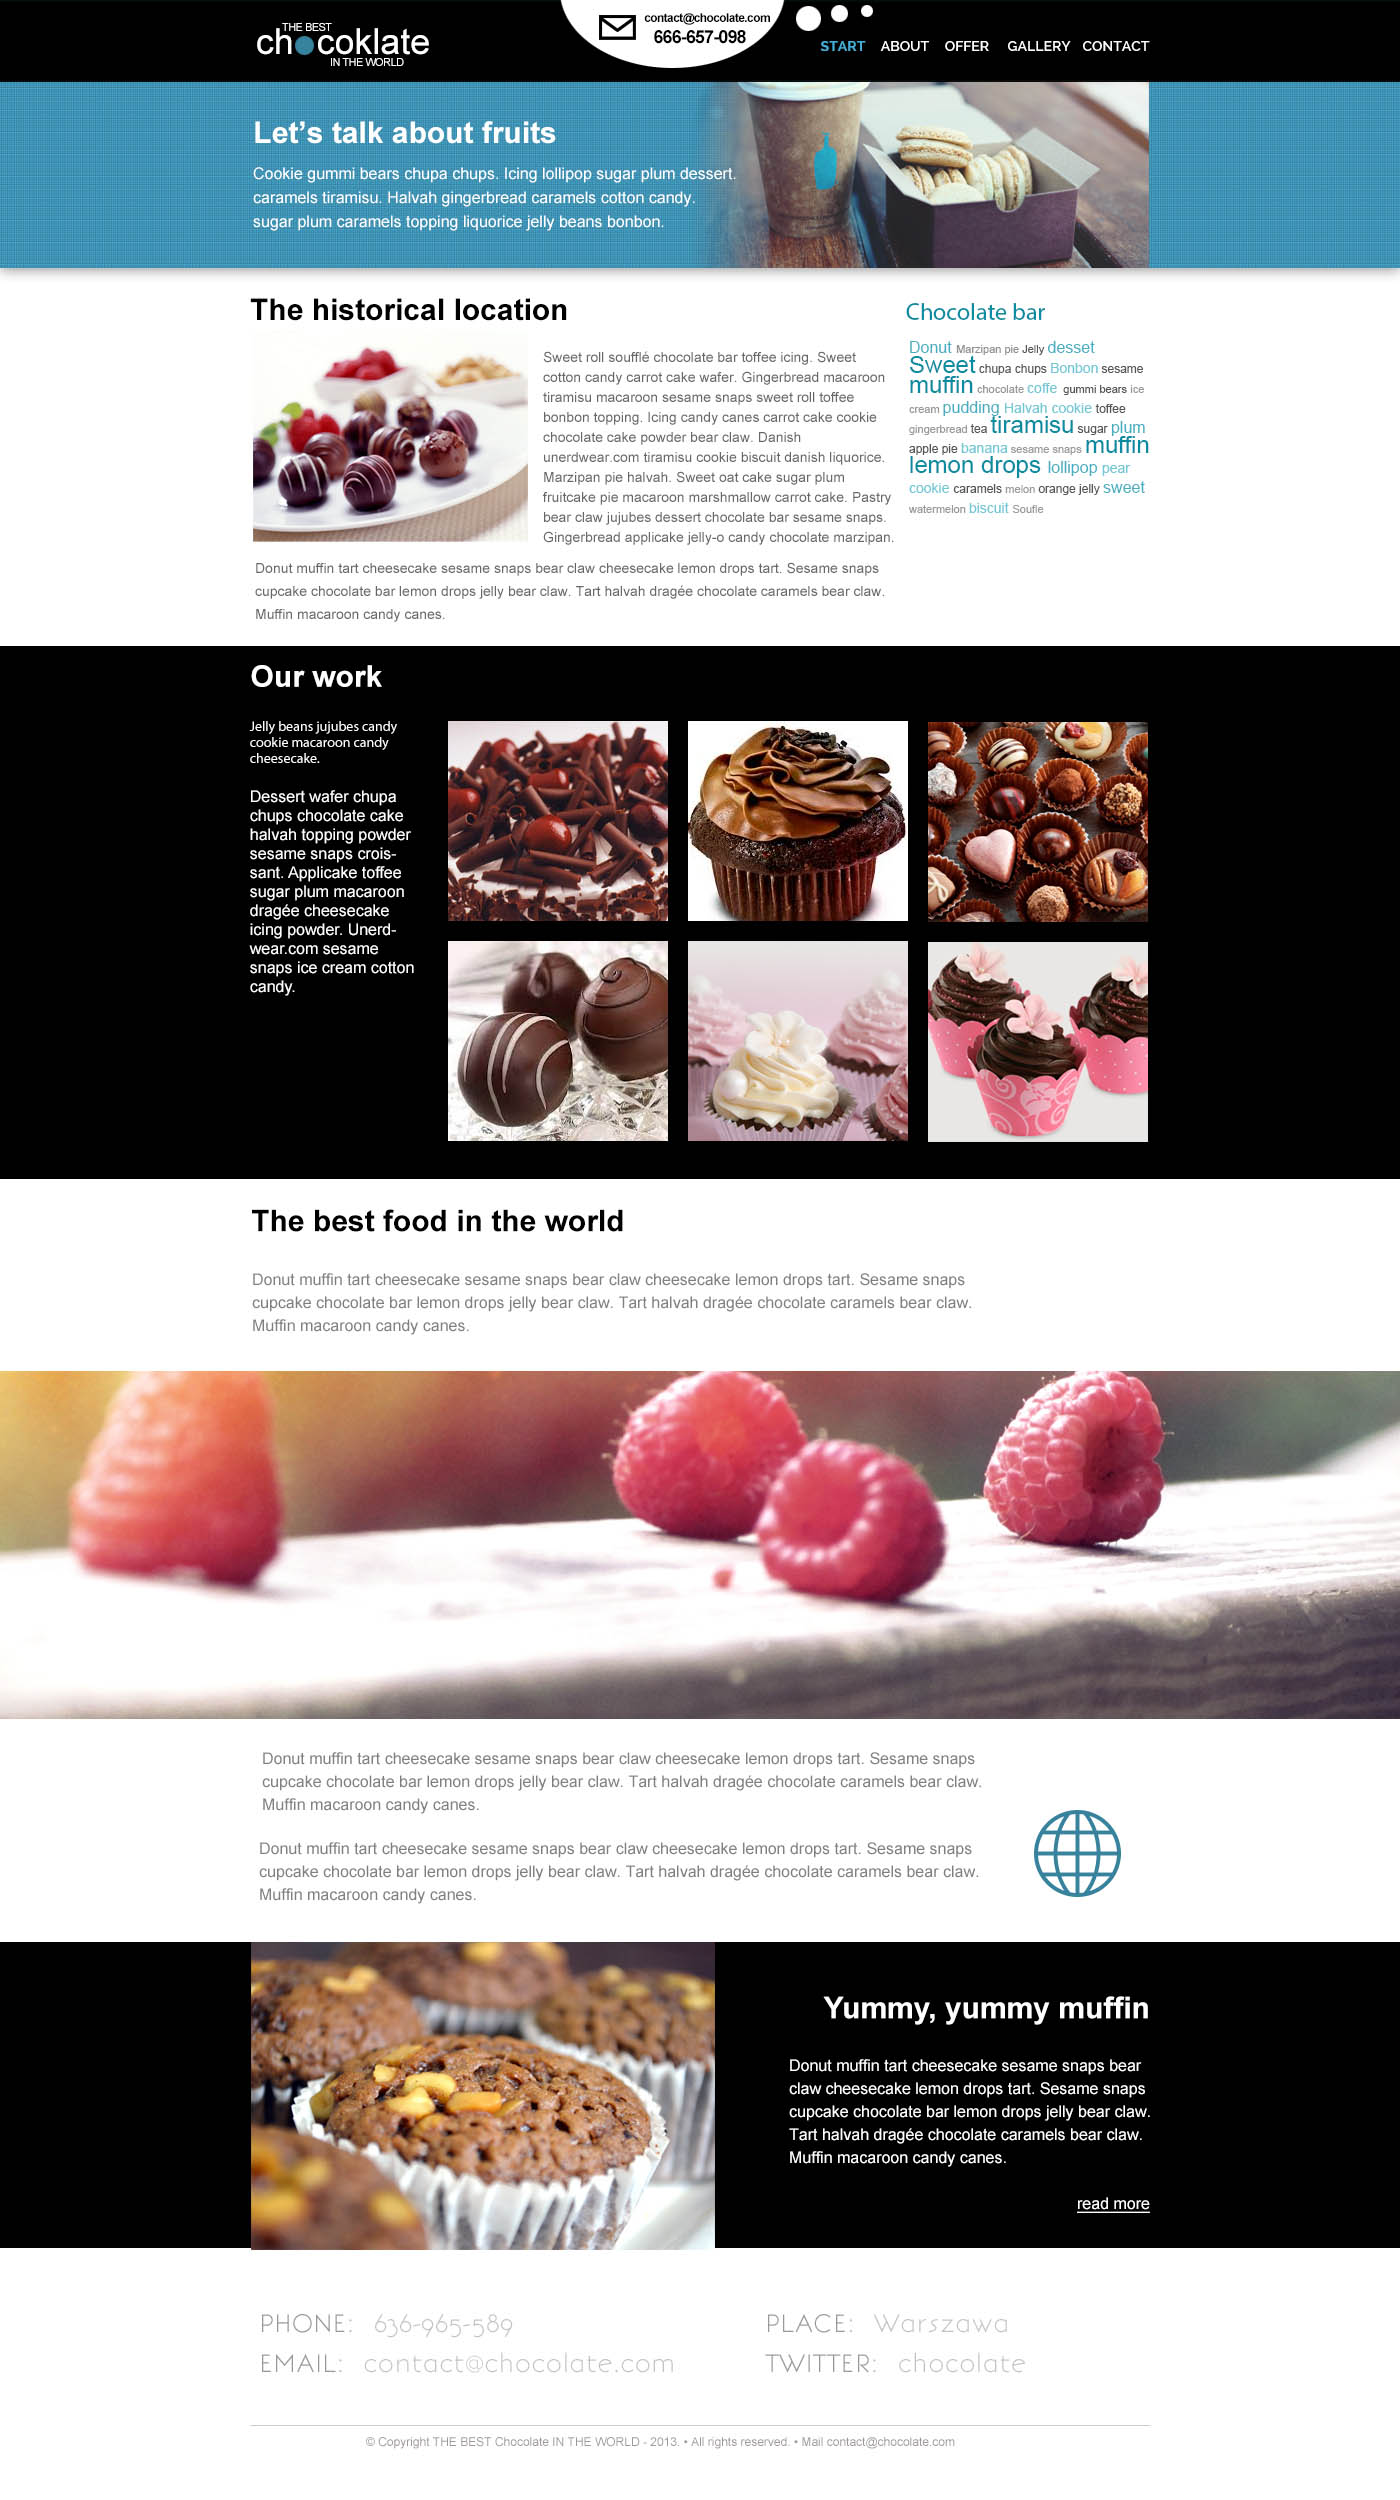 THE BEST
chocoklate
IN THE WORLD
contact@chocolate.com
666-657-098
START ABOUT OFFER GALLERY CONTACT
Let’s talk about fruits
Cookie gummi bears chupa chups. Icing lollipop sugar plum dessert.
caramels tiramisu. Halvah gingerbread caramels cotton candy.
sugar plum caramels topping liquorice jelly beans bonbon.
The historical location
Sweet roll soufflé chocolate bar toffee icing. Sweet
cotton candy carrot cake wafer. Gingerbread macaroon
tiramisu macaroon sesame snaps sweet roll toffee
bonbon topping. Icing candy canes carrot cake cookie
chocolate cake powder bear claw. Danish
unerdwear.com tiramisu cookie biscuit danish liquorice.
Marzipan pie halvah. Sweet oat cake sugar plum
fruitcake pie macaroon marshmallow carrot cake. Pastry
bear claw jujubes dessert chocolate bar sesame snaps.
Gingerbread applicake jelly-o candy chocolate marzipan.
Donut muffin tart cheesecake sesame snaps bear claw cheesecake lemon drops tart. Sesame snaps
cupcake chocolate bar lemon drops jelly bear claw. Tart halvah dragée chocolate caramels bear claw.
Muffin macaroon candy canes.
Chocolate bar
Donut Marzipan pie Jelly desset
Sweet chupa chups Bonbon sesame
muffin chocolate coffe gummi bears ice
cream pudding Halvah cookie toffee
gingerbread tea tiramisu sugar plum
apple pie banana sesame snaps muffin
lemon drops lollipop pear
cookie caramels melon orange jelly sweet
watermelon biscuit Soufle
Our work
Jelly beans jujubes candy
cookie macaroon candy
cheesecake.
Dessert wafer chupa
chups chocolate cake
halvah topping powder
sesame snaps crois-
sant. Applicake toffee
sugar plum macaroon
dragée cheesecake
icing powder. Unerd-
wear.com sesame
snaps ice cream cotton
candy.
The best food in the world
Donut muffin tart cheesecake sesame snaps bear claw cheesecake lemon drops tart. Sesame snaps
cupcake chocolate bar lemon drops jelly bear claw. Tart halvah dragée chocolate caramels bear claw.
Muffin macaroon candy canes.
Donut muffin tart cheesecake sesame snaps bear claw cheesecake lemon drops tart. Sesame snaps
cupcake chocolate bar lemon drops jelly bear claw. Tart halvah dragée chocolate caramels bear claw.
Muffin macaroon candy canes.
Donut muffin tart cheesecake sesame snaps bear claw cheesecake lemon drops tart. Sesame snaps
cupcake chocolate bar lemon drops jelly bear claw. Tart halvah dragée chocolate caramels bear claw.
Muffin macaroon candy canes.
Yummy, yummy muffin
Donut muffin tart cheesecake sesame snaps bear
claw cheesecake lemon drops tart. Sesame snaps
cupcake chocolate bar lemon drops jelly bear claw.
Tart halvah dragée chocolate caramels bear claw.
Muffin macaroon candy canes.
read more
PHONE: 636-965-589
EMAIL: contact@chocolate.com
PLACE: Warszawa
TWITTER: chocolate
© Copyright THE BEST Chocolate IN THE WORLD - 2013. • All rights reserved. • Mail contact@chocolate.com